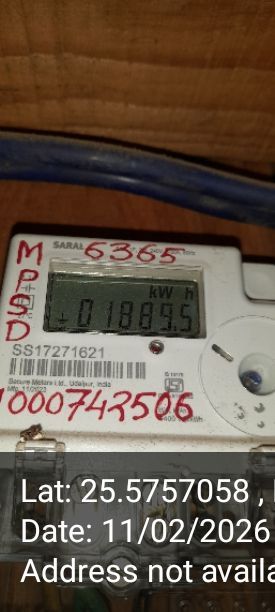 SARAL 6365
M P S D
kW h
01889.5
SS17271621
Secure Meters Ltd., Udaipur, India
1000742506
Lat: 25.5757058 ,
Date: 11/02/2026
Address not availa